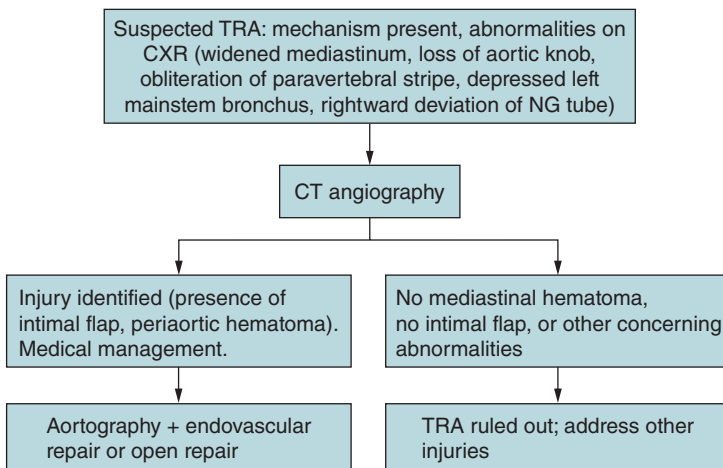 Suspected TRA: mechanism present, abnormalities on
CXR (widened mediastinum, loss of aortic knob,
obliteration of paravertebral stripe, depressed left
mainstem bronchus, rightward deviation of NG tube)
CT angiography
Injury identified (presence of
intimal flap, periaortic hematoma).
Medical management.
No mediastinal hematoma,
no intimal flap, or other concerning
abnormalities
Aortography + endovascular
repair or open repair
TRA ruled out; address other
injuries